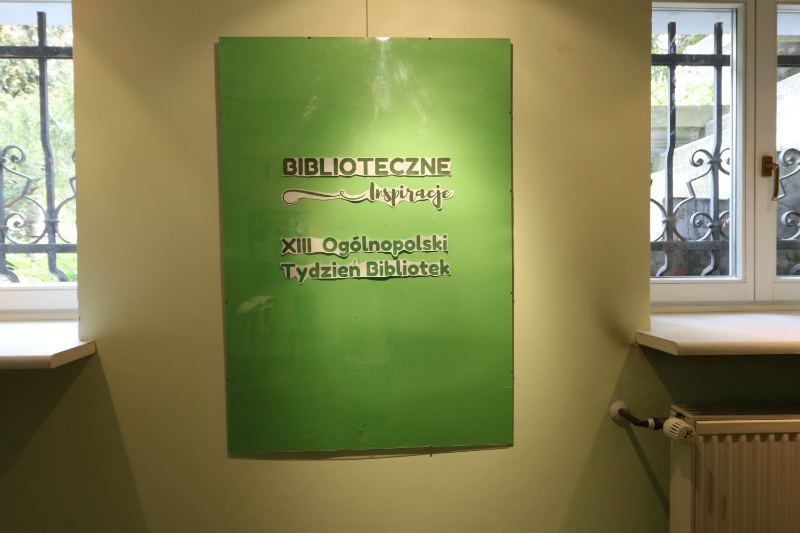 BIBLIOTECZNE
Inspiracje
XIII Ogólnopolski
Tydzień Bibliotek